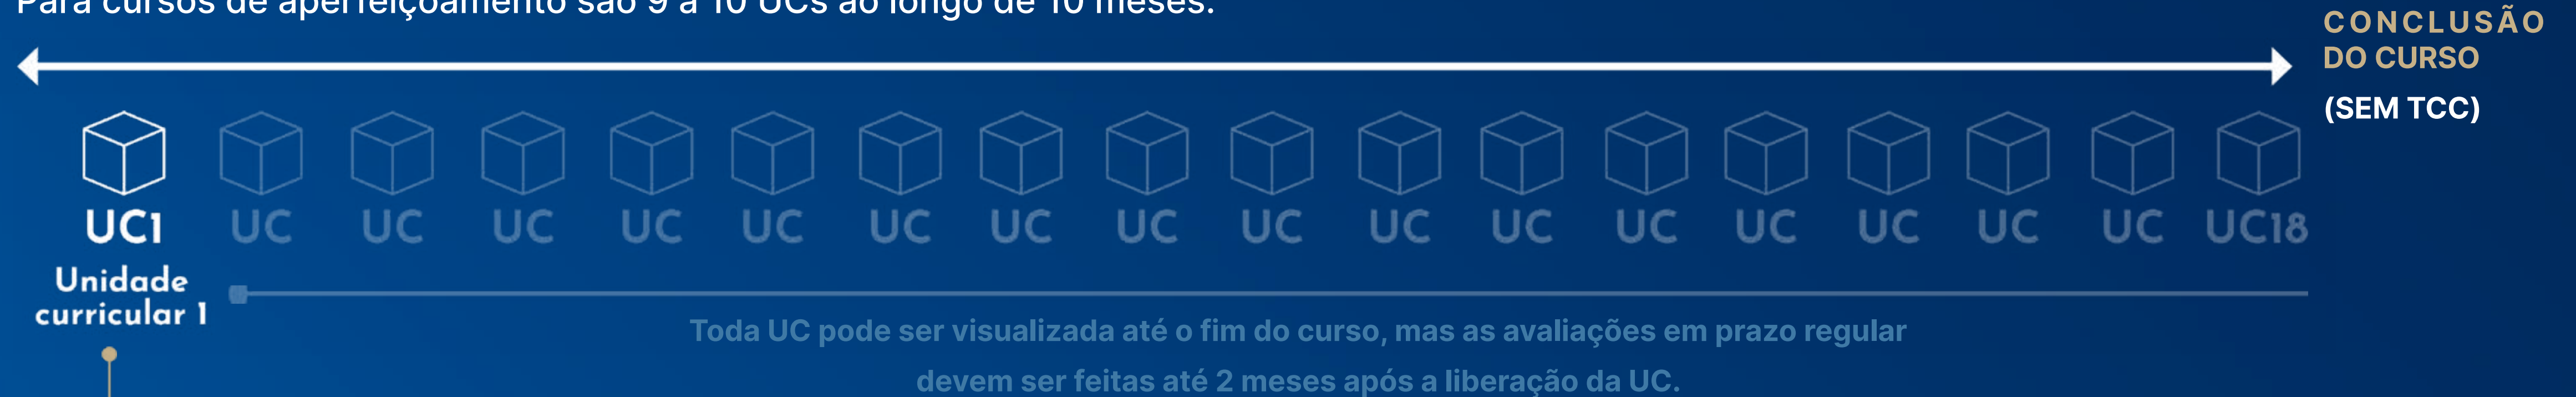 Para cursos de aperfeiçoamento são 9 a 10 UCs ao longo de 10 meses.
CONCLUSÃO
DO CURSO
(SEM TCC)
UC1 UC UC UC UC UC UC UC UC UC UC UC UC UC UC UC UC UC18
Unidade
curricular 1
Toda UC pode ser visualizada até o fim do curso, mas as avaliações em prazo regular
devem ser feitas até 2 meses após a liberação da UC.